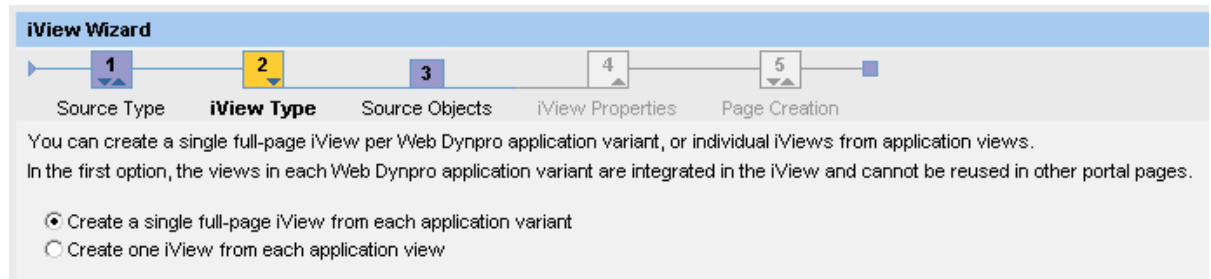 iView Wizard
1 2 3 4 5
Source Type iView Type Source Objects iView Properties Page Creation
You can create a single full-page iView per Web Dynpro application variant, or individual iViews from application views.
In the first option, the views in each Web Dynpro application variant are integrated in the iView and cannot be reused in other portal pages.
Create a single full-page iView from each application variant
Create one iView from each application view